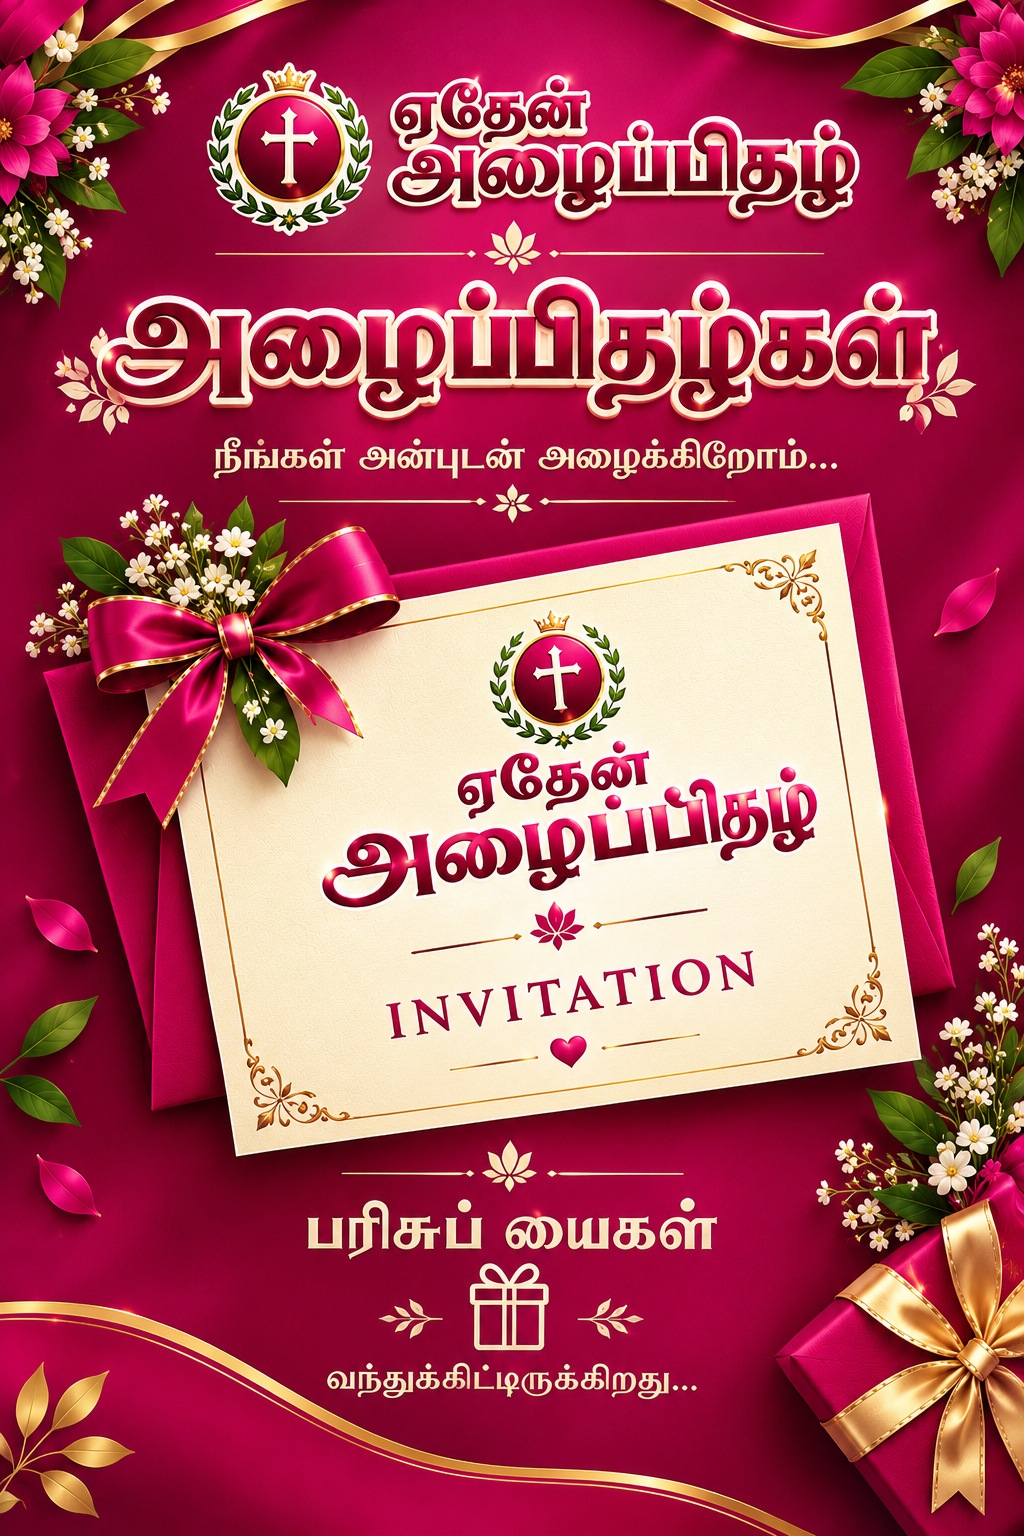 ஏதேன்
அழைப்பிதழ்
அழைப்பிதழ்கள்
நீங்கள் அன்புடன் அழைக்கிறோம்...
ஏதேன்
அழைப்பிதழ்
INVITATION
பரிசுப் யைகள்
வந்துக்கிட்டிருக்கிறது...